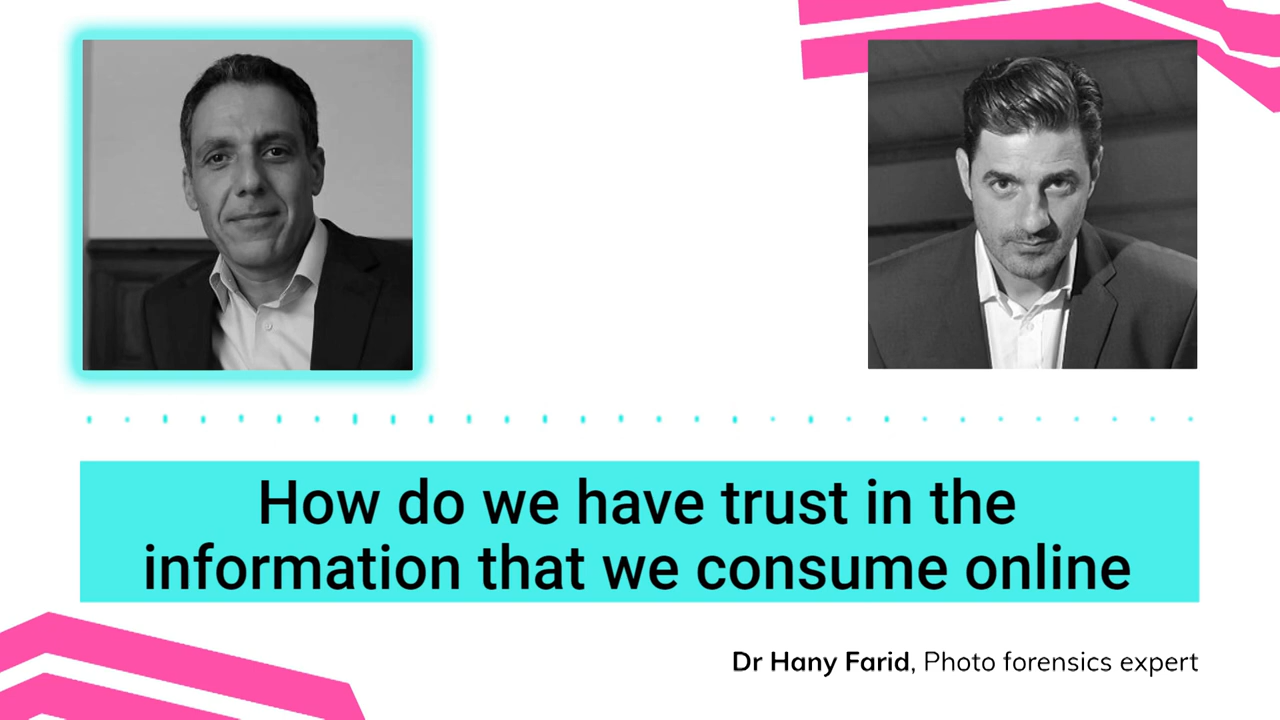 How do we have trust in the
information that we consume online
Dr Hany Farid, Photo forensics expert